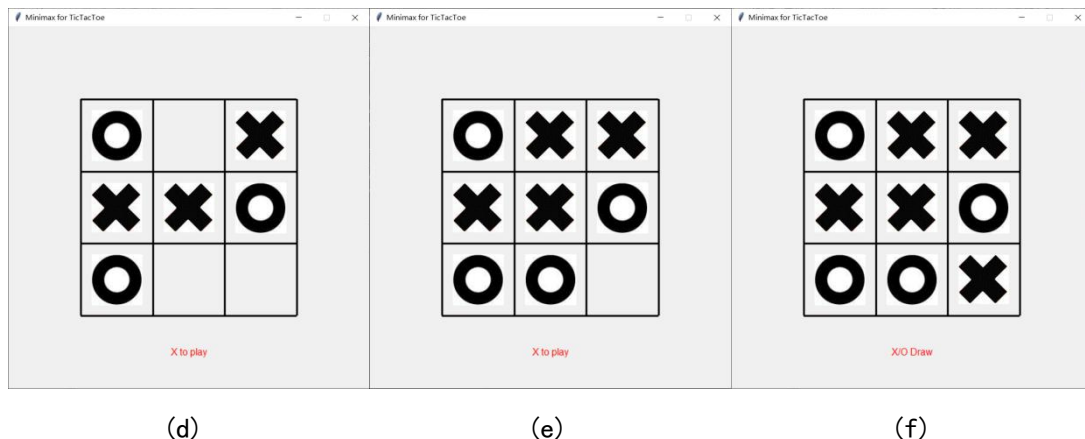 Minimax for TicTacToe
Minimax for TicTacToe
Minimax for TicTacToe
X to play
X to play
X/O Draw
(d)
(e)
(f)